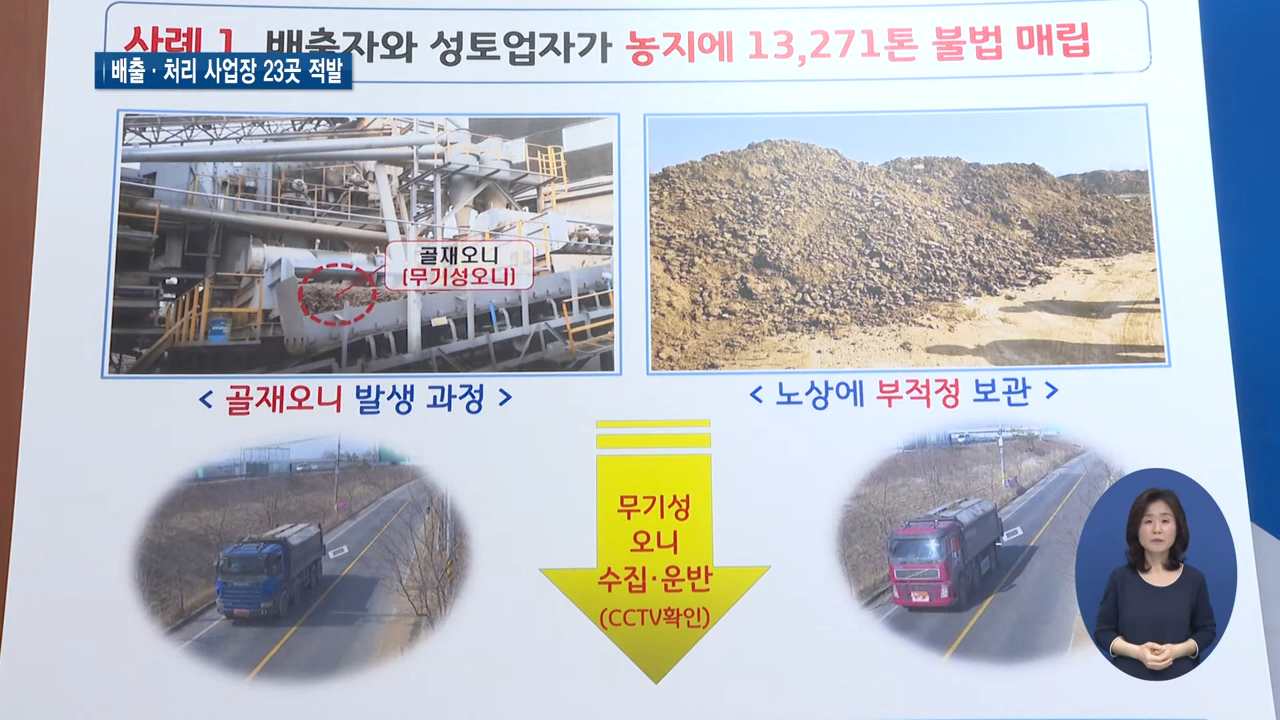 사례 1. 배출자와 성토업자가 농지에 13,271톤 불법 매립
배출·처리 사업장 23곳 적발
골재오니
(무기성오니)
< 골재오니 발생 과정 >
< 노상에 부적정 보관 >
무기성
오니
수집·운반
(CCTV확인)